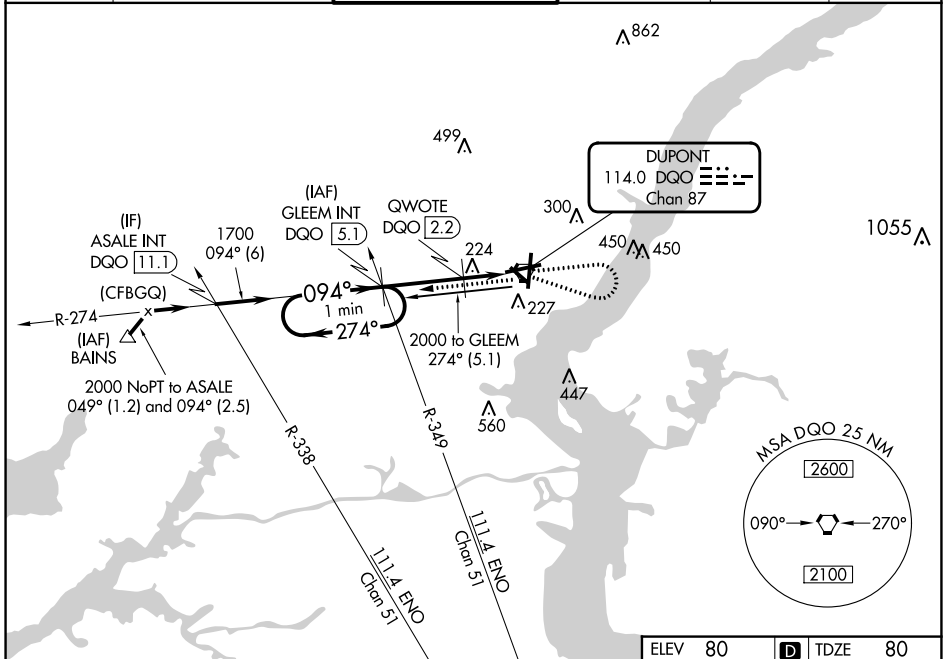 862
499
DUPONT
114.0 DQO
Chan 87
(IAF)
GLEEM INT
DQO 5.1
QWOTE
DQO 2.2
300
(IF)
ASALE INT
DQO 11.1
1700
094° (6)
224
450
450
1055
(CFBGQ)
x
094°
1 min
274°
R-274
227
(IAF)
BAINS
2000 to GLEEM
274° (5.1)
2000 NoPT to ASALE
049° (1.2) and 094° (2.5)
447
560
R-349
R-338
MSA DQO 25 NM
2600
090°
270°
2100
111.4 ENO
Chan 51
111.4 ENO
Chan 51
ELEV 80 D TDZE 80